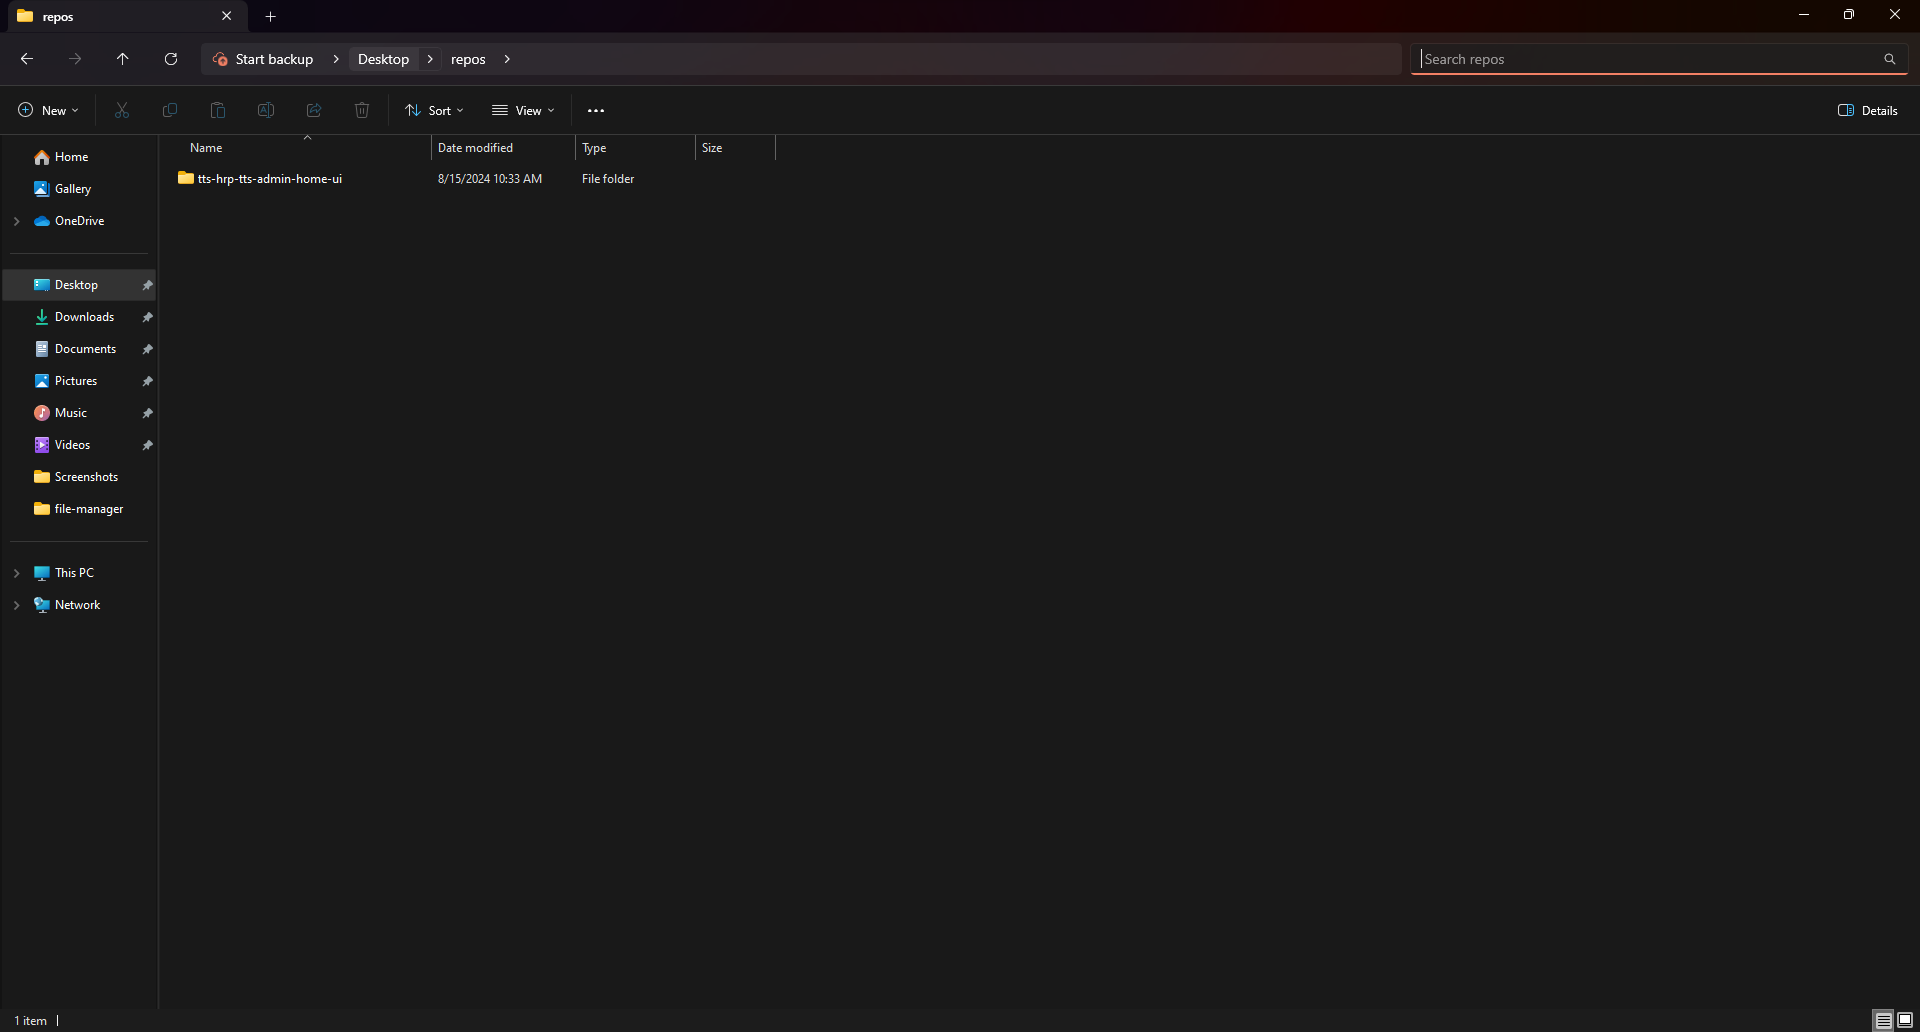 repos
Start backup
Desktop
repos
Search repos
New
Sort
View
Details
Name
Date modified
Type
Size
tts-hrp-tts-admin-home-ui
8/15/2024 10:33 AM
File folder
Home
Gallery
OneDrive
Desktop
Downloads
Documents
Pictures
Music
Videos
Screenshots
file-manager
This PC
Network
1 item